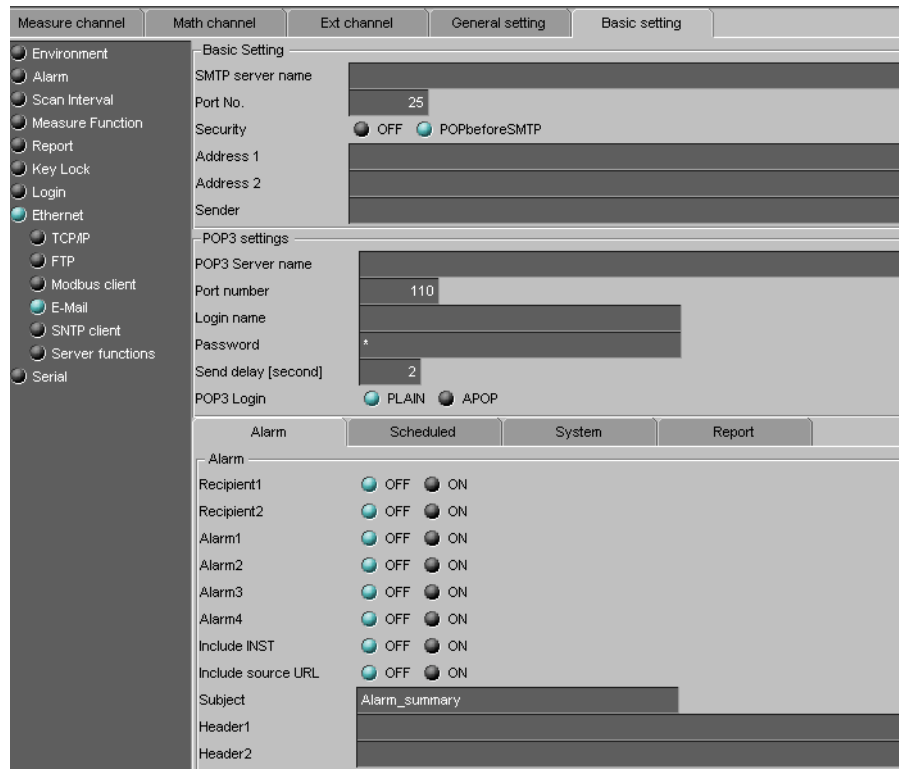 Measure channel Math channel Ext channel General setting Basic setting
Environment
Alarm
Scan Interval
Measure Function
Report
Key Lock
Login
Ethernet
TCP/IP
FTP
Modbus client
E-Mail
SNTP client
Server functions
Serial
Basic Setting
SMTP server name
Port No. 25
Security OFF POPbeforeSMTP
Address 1
Address 2
Sender
POP3 settings
POP3 Server name
Port number 110
Login name
Password *
Send delay [second] 2
POP3 Login PLAIN APOP
Alarm Scheduled System Report
Alarm
Recipient1 OFF ON
Recipient2 OFF ON
Alarm1 OFF ON
Alarm2 OFF ON
Alarm3 OFF ON
Alarm4 OFF ON
Include INST OFF ON
Include source URL OFF ON
Subject Alarm_summary
Header1
Header2